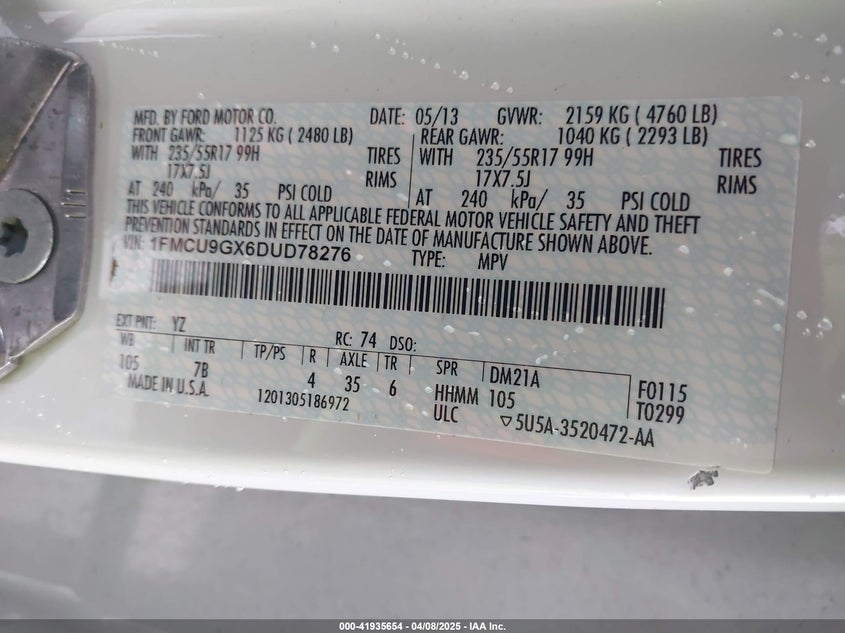 MFD. BY FORD MOTOR CO. DATE: 05/13 GVWR: 2159 KG ( 4760 LB)
FRONT GAWR: 1125 KG ( 2480 LB) REAR GAWR: 1040 KG ( 2293 LB)
WITH 235/55R17 99H TIRES WITH 235/55R17 99H TIRES
17X7.5J RIMS 17X7.5J RIMS
AT 240 kPa/ 35 PSI COLD AT 240 kPa/ 35 PSI COLD
THIS VEHICLE CONFORMS TO ALL APPLICABLE FEDERAL MOTOR VEHICLE SAFETY AND THEFT
PREVENTION STANDARDS IN EFFECT ON THE DATE OF MANUFACTURE SHOWN ABOVE.
VIN: 1FMCU9GX6DUD78276 TYPE: MPV
EXT PNT: YZ RC: 74 DSO:
WB INT TR TP/PS R AXLE TR SPR DM21A F0115
105 7B 4 35 6 HHMM 105 T0299
MADE IN U.S.A. 1201305186972 ULC ▽5U5A-3520472-AA
000-41935654 | 04/08/2025 - IAA Inc.